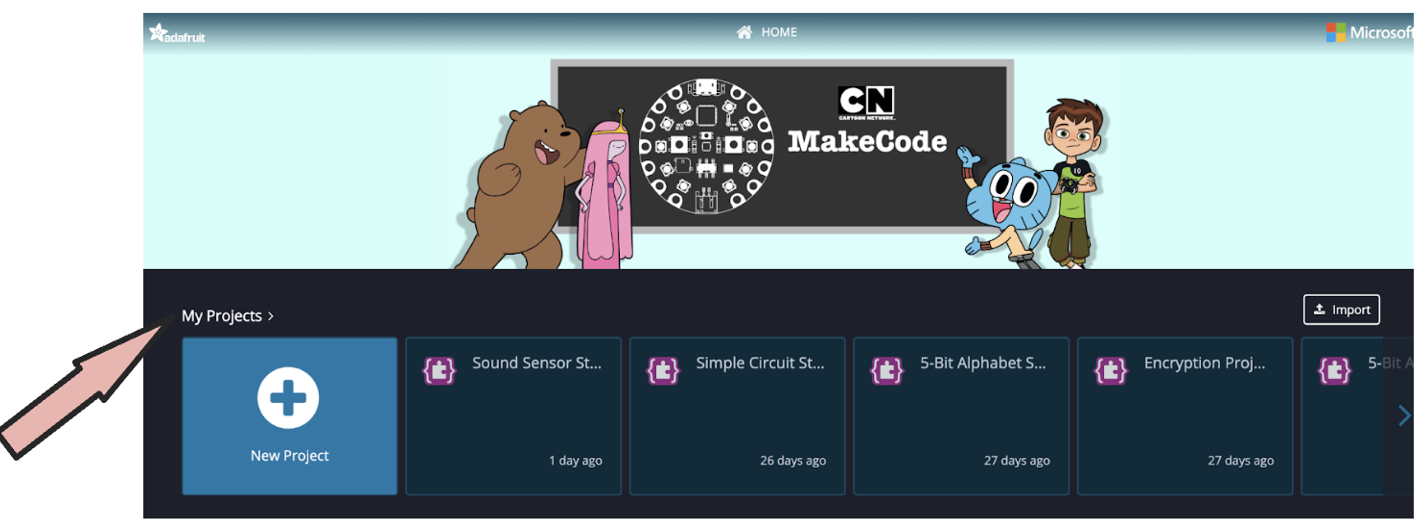 adafruit
HOME
Microsoft
CN
CARTOON NETWORK.
MakeCode
10
My Projects >
Import
New Project
Sound Sensor St...
1 day ago
Simple Circuit St...
26 days ago
5-Bit Alphabet S...
27 days ago
Encryption Proj...
27 days ago
5-Bit A